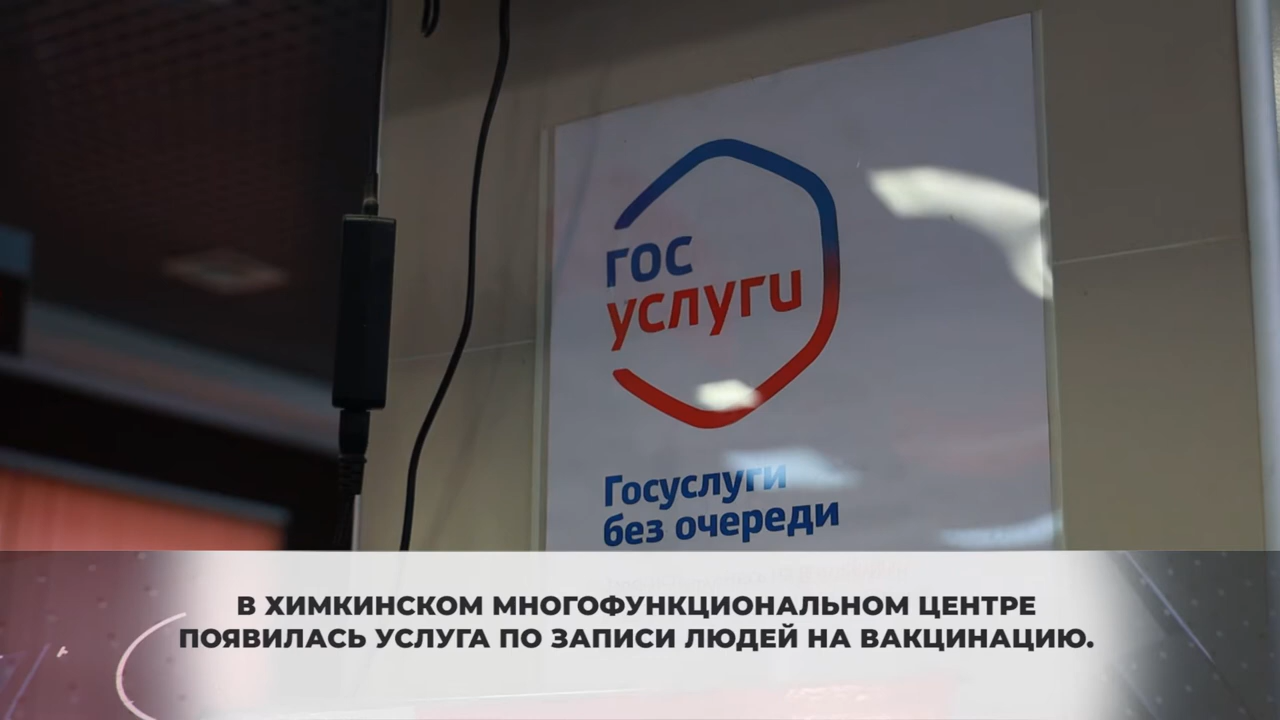 гос
услуги
Госуслуги
без очереди
В ХИМКИНСКОМ МНОГОФУНКЦИОНАЛЬНОМ ЦЕНТРЕ
ПОЯВИЛАСЬ УСЛУГА ПО ЗАПИСИ ЛЮДЕЙ НА ВАКЦИНАЦИЮ.